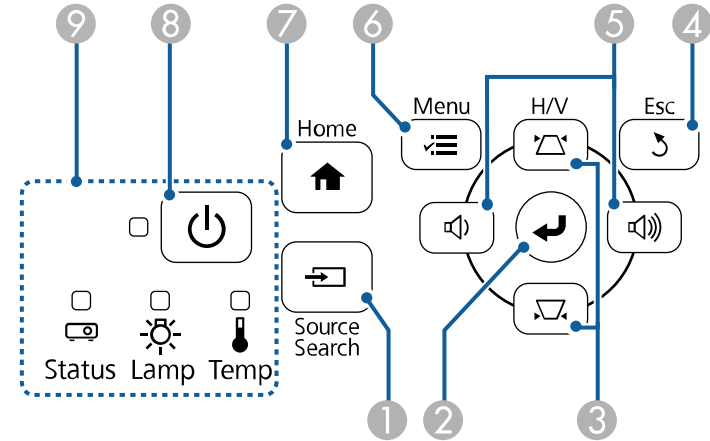 9
8
7
6
5
4
Menu
H/V
Esc
Home
Source
Search
Status
Lamp
Temp
1
2
3